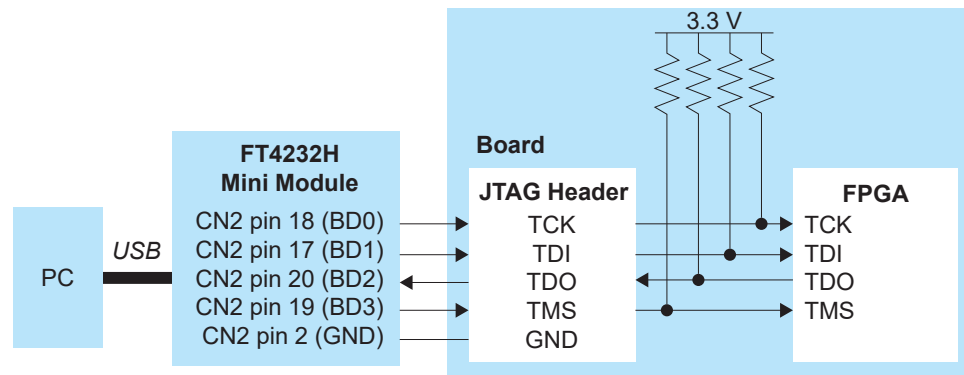 3.3 V
Board
FT4232H
Mini Module
JTAG Header
FPGA
CN2 pin 18 (BD0)
TCK
TCK
CN2 pin 17 (BD1)
TDI
TDI
PC
USB
CN2 pin 20 (BD2)
TDO
TDO
CN2 pin 19 (BD3)
TMS
TMS
CN2 pin 2 (GND)
GND